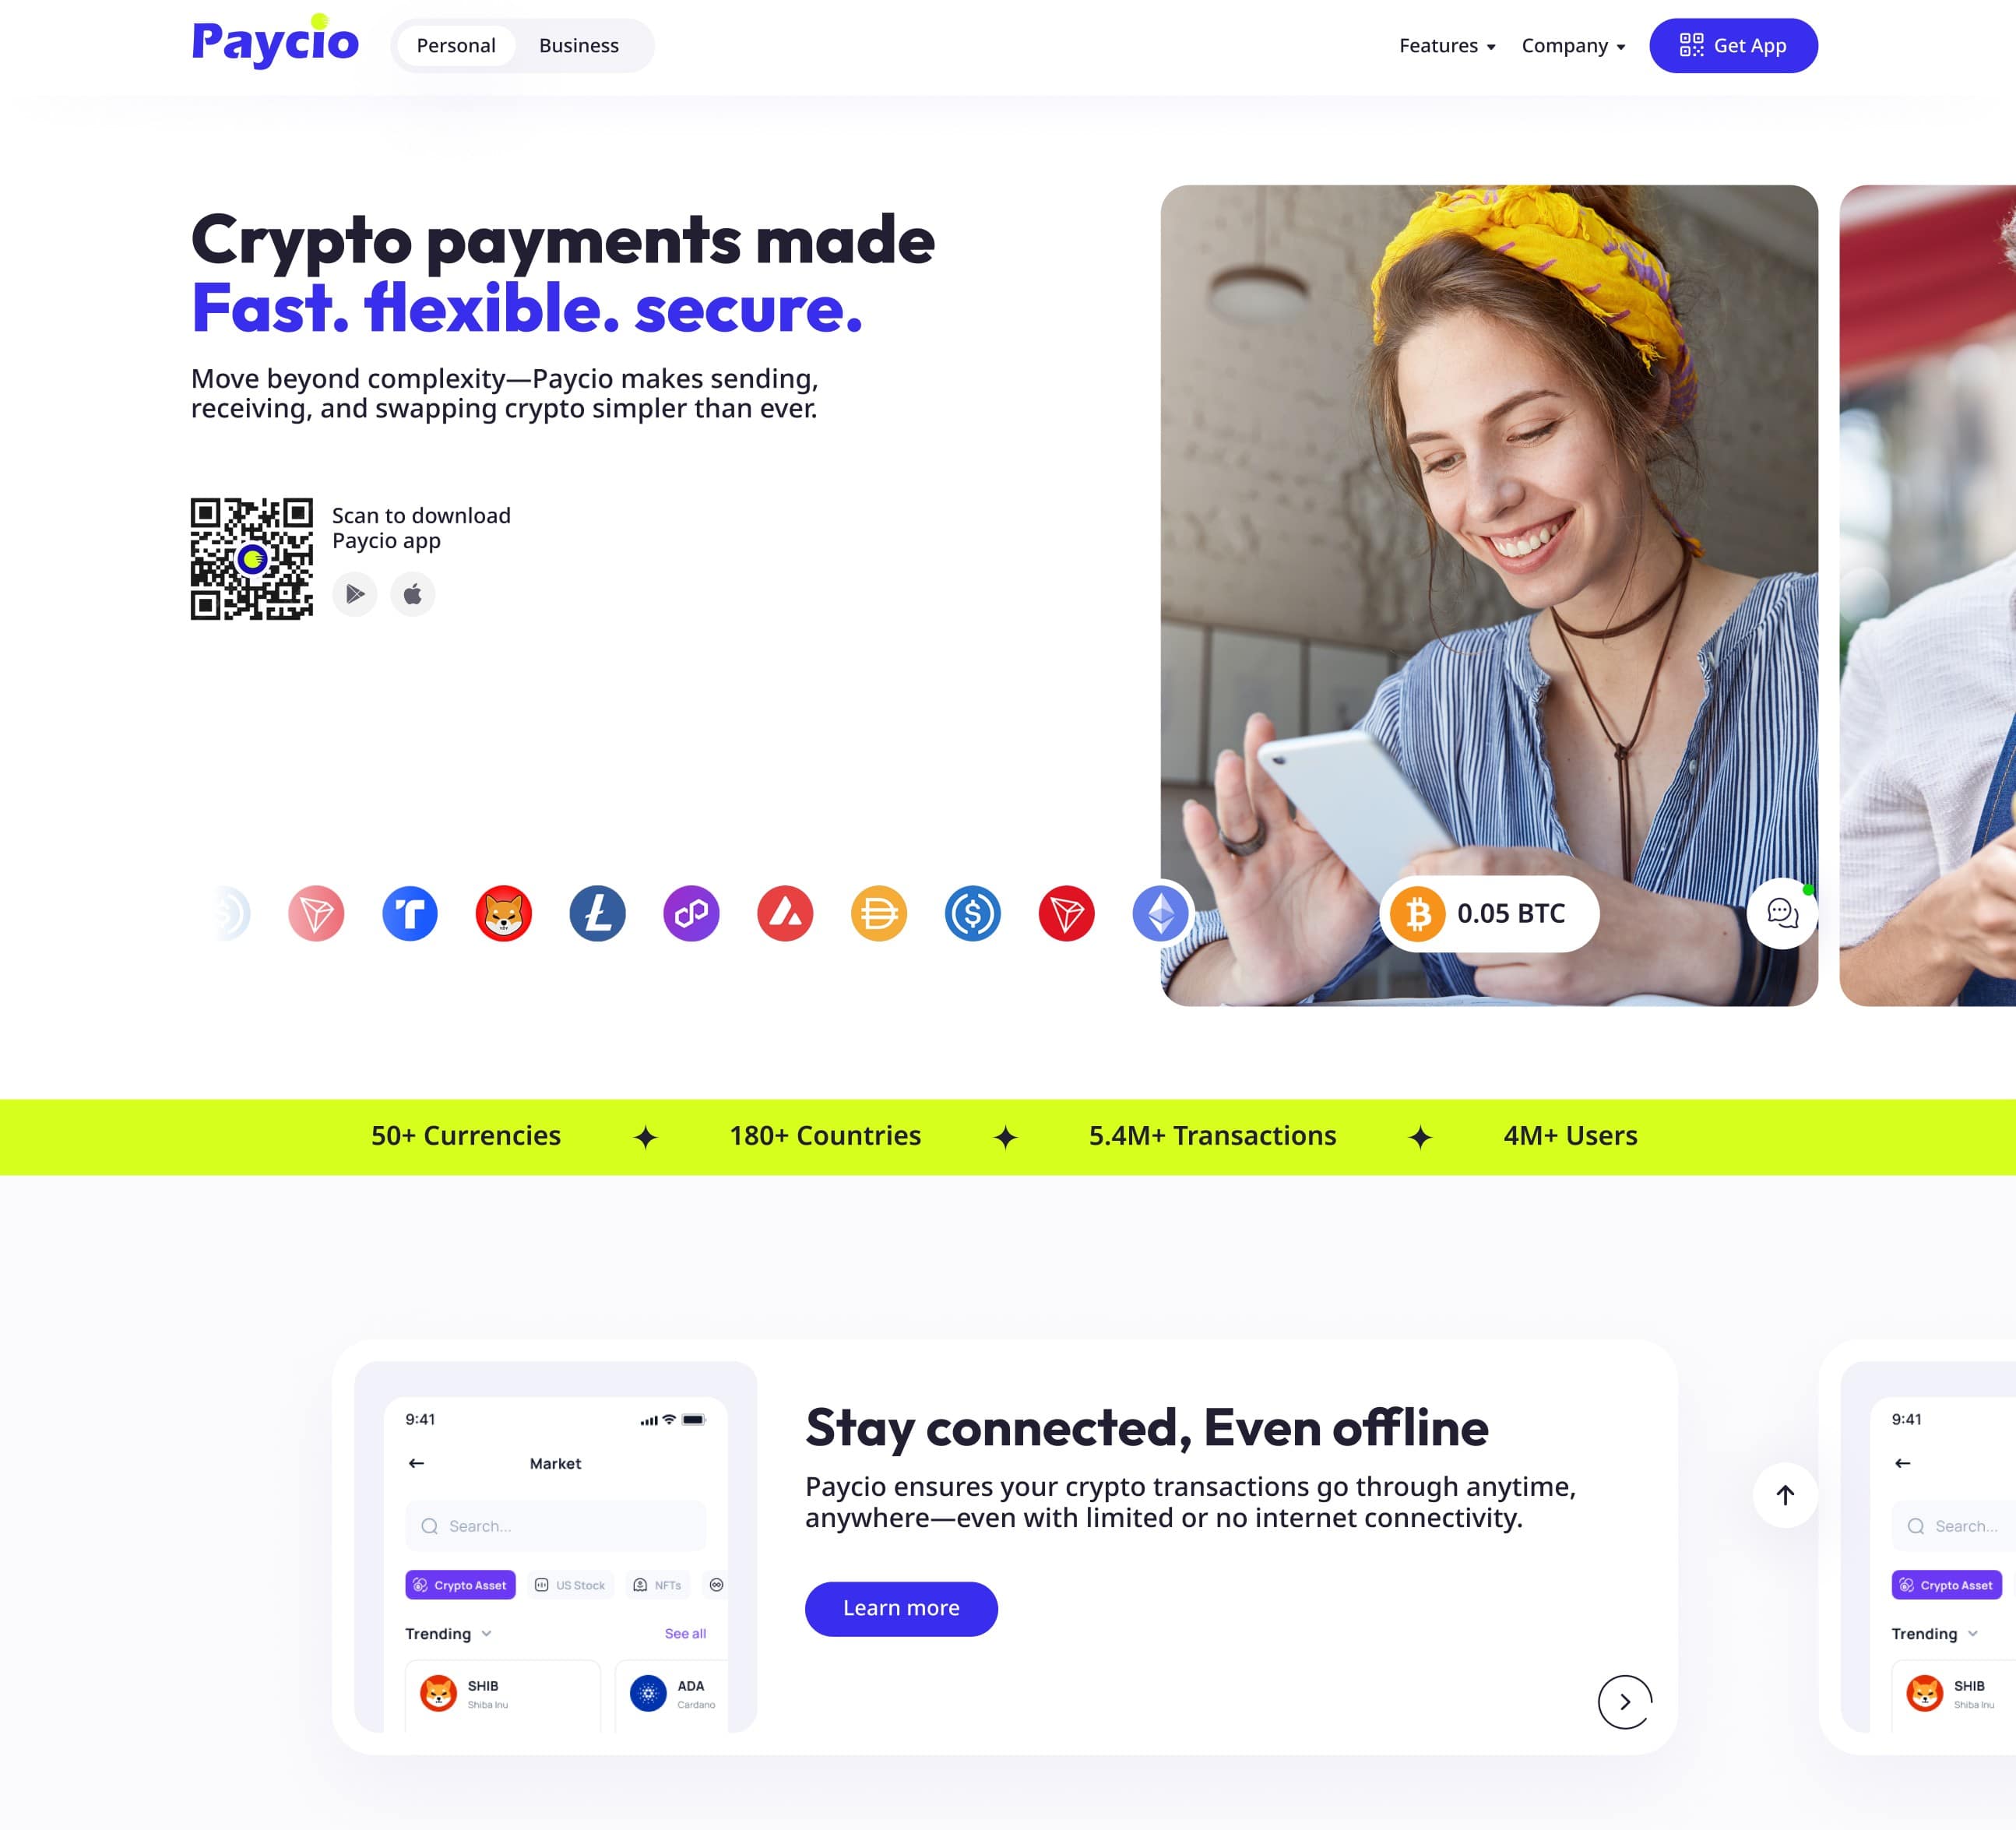 Paycio
Personal
Business
Features
Company
Get App
Crypto payments made
Fast. flexible. secure.
Move beyond complexity—Paycio makes sending,
receiving, and swapping crypto simpler than ever.
Scan to download
Paycio app
0.05 BTC
50+ Currencies
180+ Countries
5.4M+ Transactions
4M+ Users
9:41
Market
Search...
Crypto Asset
US Stock
NFTs
Trending
See all
SHIB
Shiba Inu
ADA
Cardano
Stay connected, Even offline
Paycio ensures your crypto transactions go through anytime,
anywhere—even with limited or no internet connectivity.
Learn more
9:41
Search...
Crypto Asset
Trending
SHIB
Shiba Inu